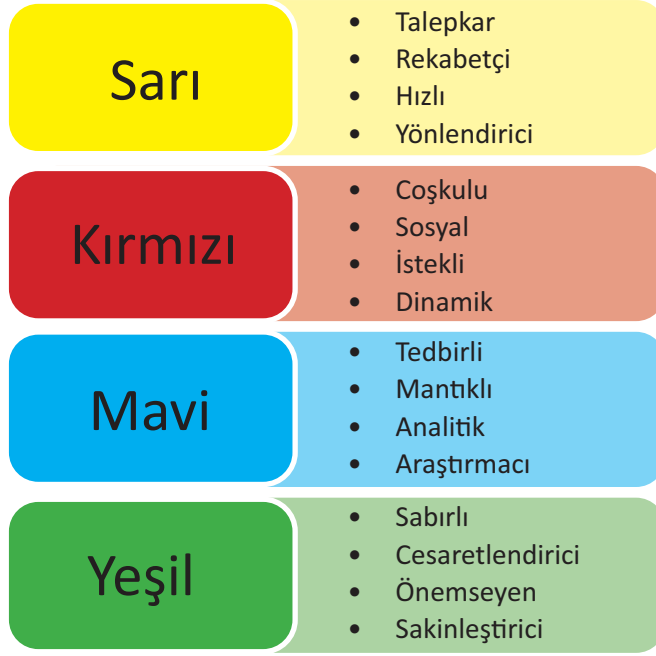 Sarı
• Talepkar
• Rekabetçi
• Hızlı
• Yönlendirici
Kırmızı
• Coşkulu
• Sosyal
• İstekli
• Dinamik
Mavi
• Tedbirli
• Mantıklı
• Analitik
• Araştırmacı
Yeşil
• Sabırlı
• Cesaretlendirici
• Önemseyen
• Sakinleştirici